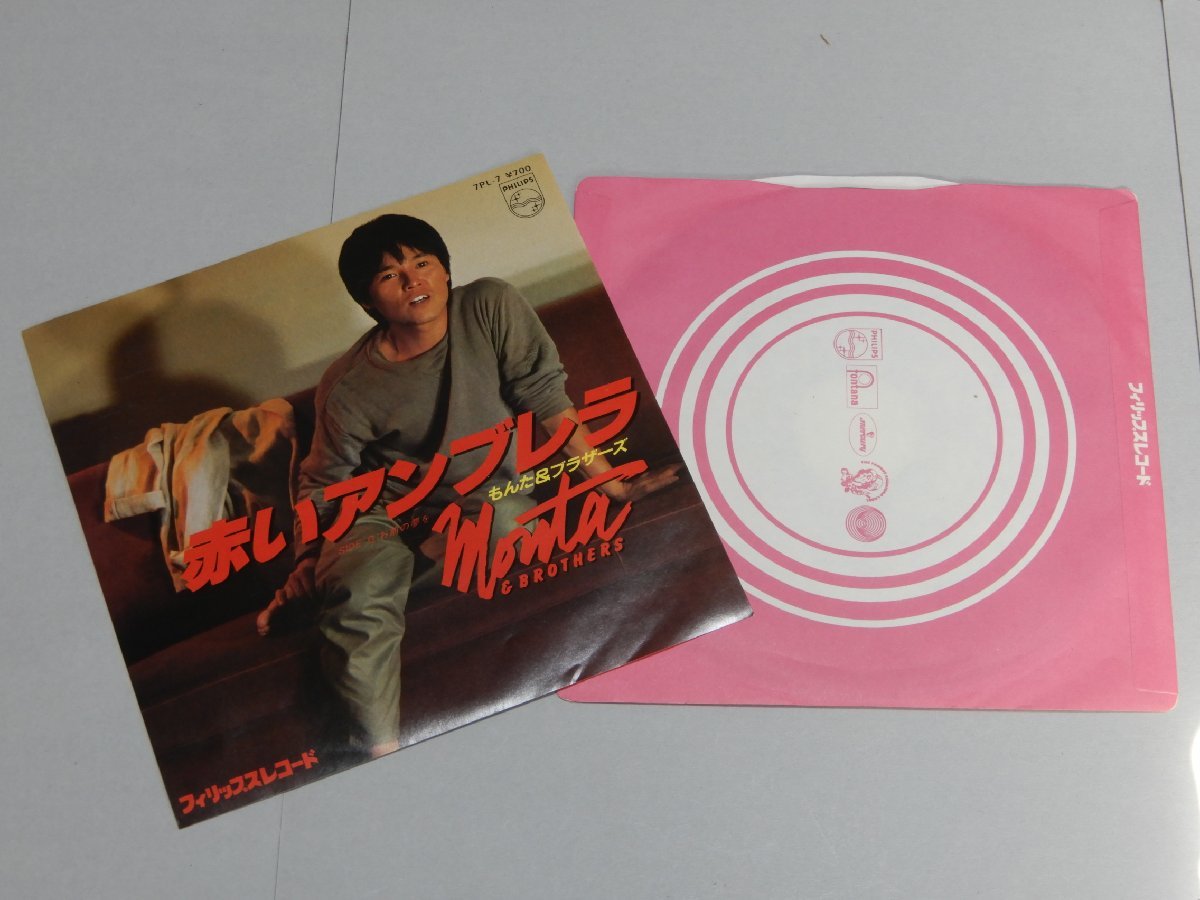 7PL-7 ¥700
PHILIPS
赤いアンブレラ
もんた&ブラザーズ
SIDE
Monta
& BROTHERS
フィリップスレコード
PHILIPS
fontana
mercury
フィリップスレコード